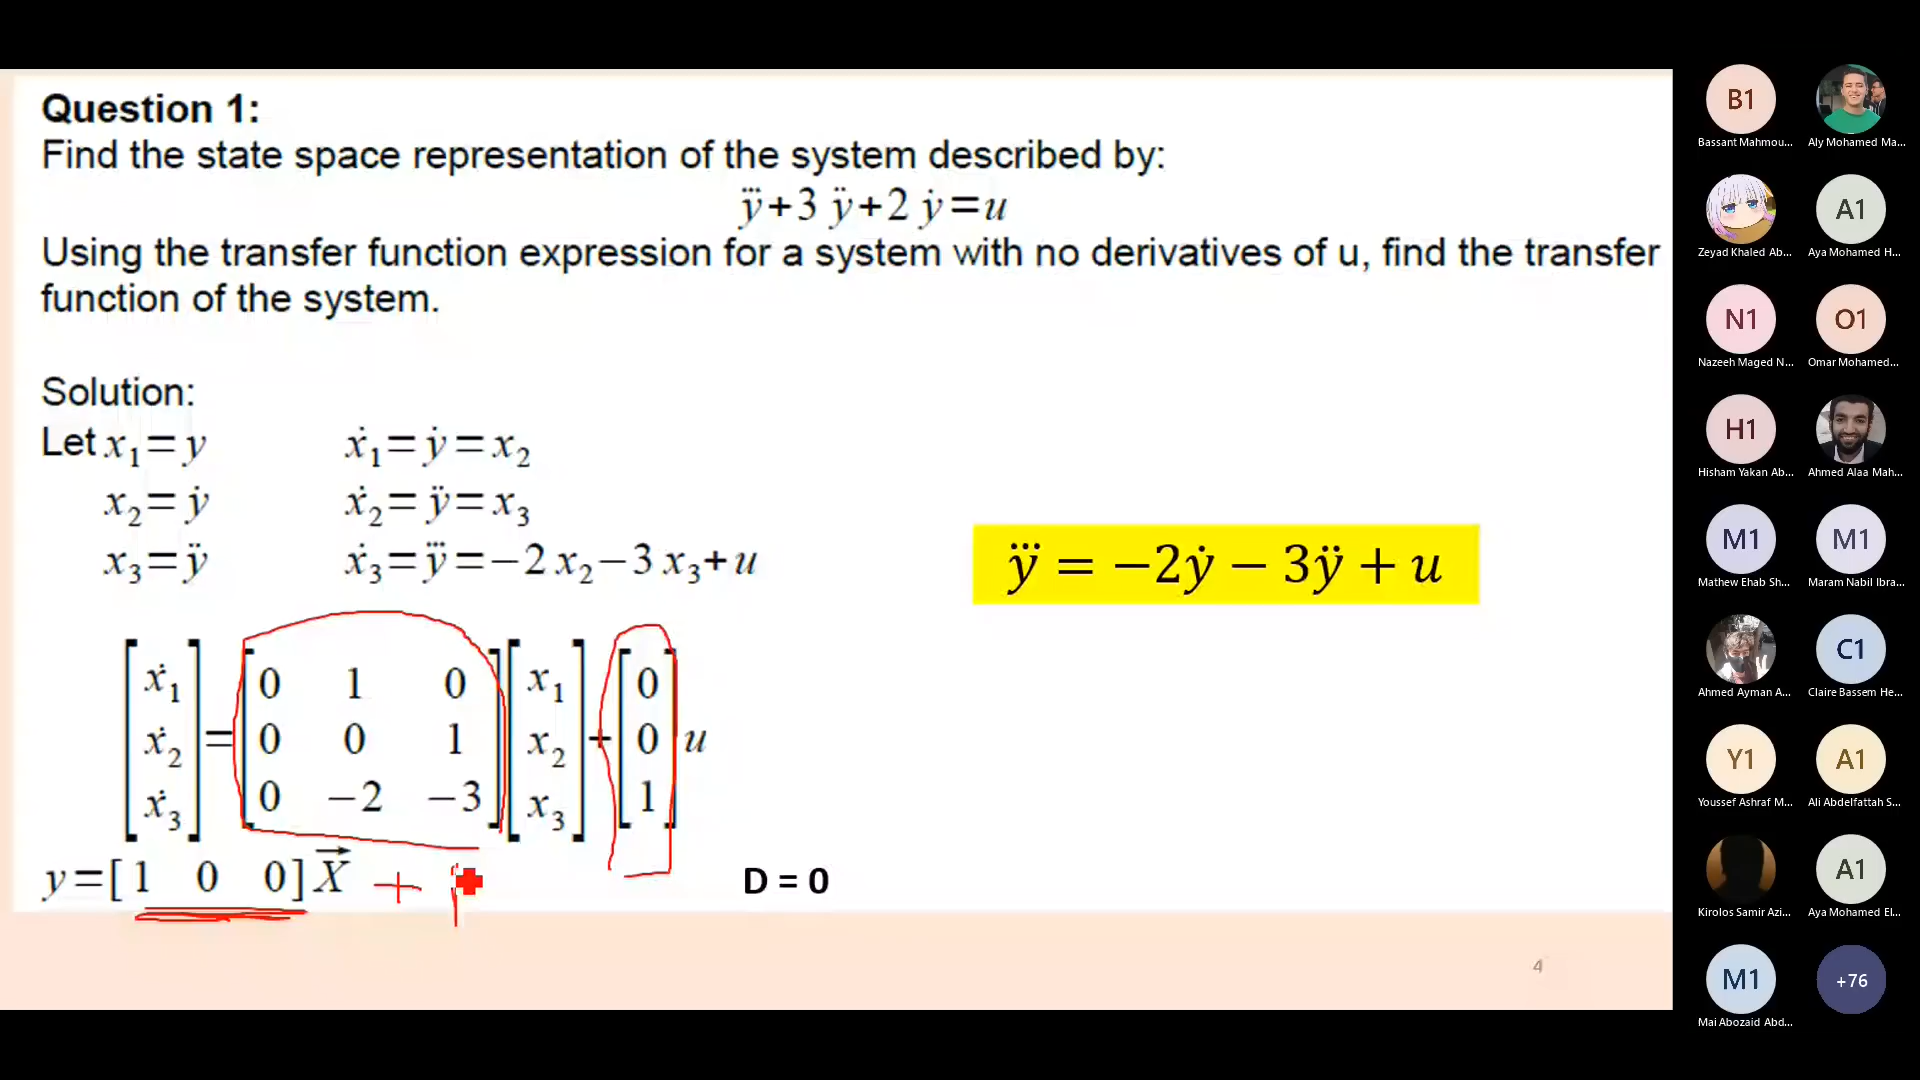 Question 1:
Find the state space representation of the system described by:
y⃛+3 ÿ+2 ẏ=u
Using the transfer function expression for a system with no derivatives of u, find the transfer
function of the system.
Solution:
Let x₁=y    ẋ₁=ẏ=x₂
x₂=ẏ    ẋ₂=ÿ=x₃
x₃=ÿ    ẋ₃=y⃛=−2 x₂−3 x₃+u
y⃛ = −2ẏ − 3ÿ + u
[ẋ₁] [0 1 0] [x₁] [0]
[ẋ₂]=[0 0 1] [x₂]+[0] u
[ẋ₃] [0 −2 −3] [x₃] [1]
y=[1 0 0] X⃗ +
D = 0
4
B1
Bassant Mahmou...
Aly Mohamed Ma...
Zeyad Khaled Ab...
A1
Aya Mohamed H...
N1
Nazeeh Maged N...
O1
Omar Mohamed...
H1
Hisham Yakan Ab...
Ahmed Alaa Mah...
M1
Mathew Ehab Sh...
M1
Maram Nabil Ibra...
Ahmed Ayman A...
C1
Claire Bassem He...
Y1
Youssef Ashraf M...
A1
Ali Abdelfattah S...
Kirolos Samir Azi...
A1
Aya Mohamed El...
M1
Mai Abozaid Abd...
+76